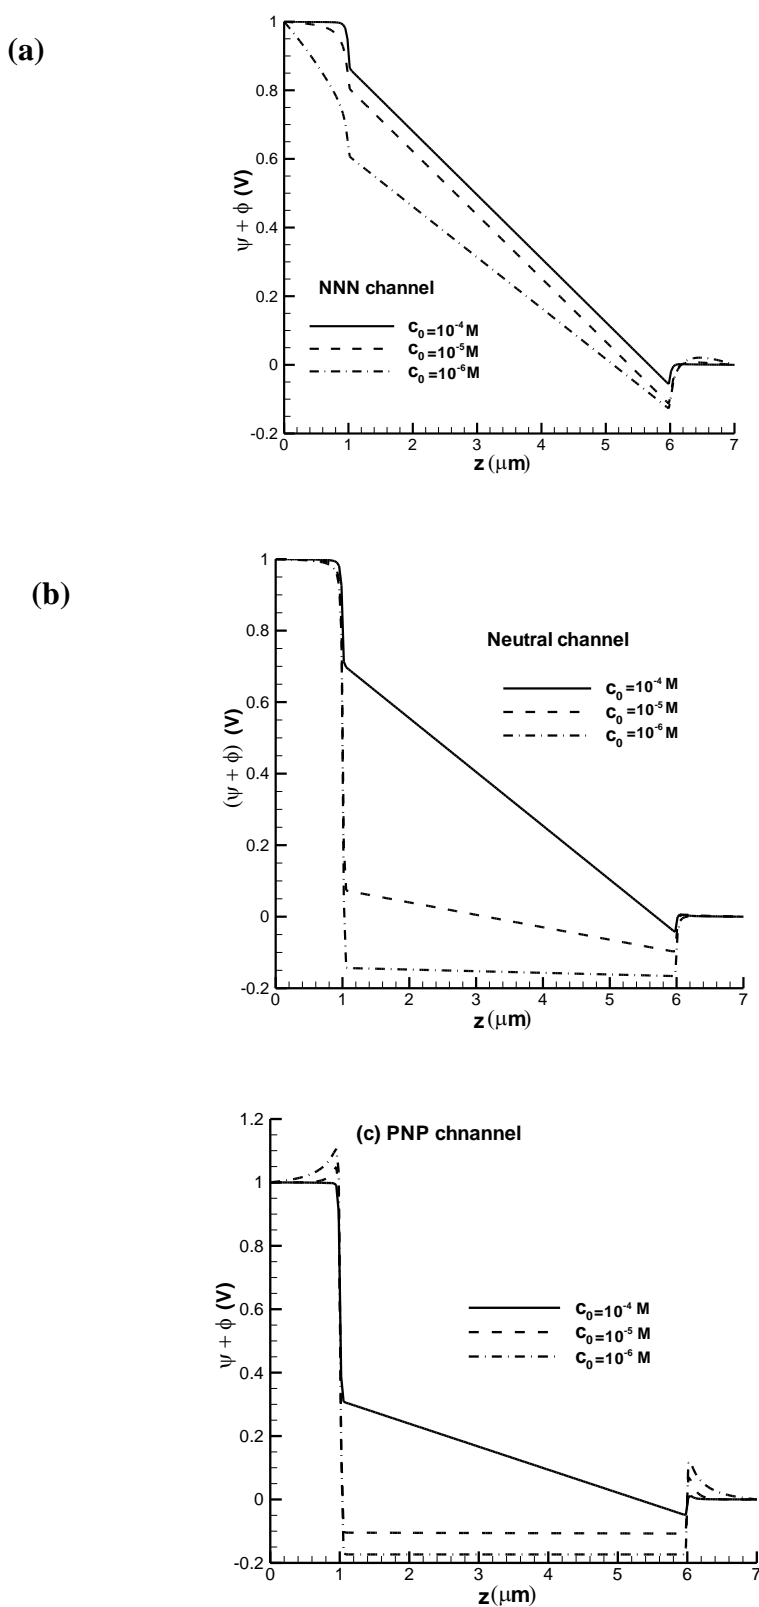 (a)
1
0.8
0.6
0.4
0.2
0
-0.2
ψ + ϕ (V)
NNN channel
c₀=10⁻⁴ M
c₀=10⁻⁵ M
c₀=10⁻⁶ M
0 1 2 3 4 5 6 7
z (μm)
(b)
1
0.8
0.6
0.4
0.2
0
-0.2
(ψ + ϕ) (V)
Neutral channel
c₀=10⁻⁴ M
c₀=10⁻⁵ M
c₀=10⁻⁶ M
0 1 2 3 4 5 6 7
z (μm)
(c) PNP chnannel
1.2
1
0.8
0.6
0.4
0.2
0
-0.2
ψ + ϕ (V)
c₀=10⁻⁴ M
c₀=10⁻⁵ M
c₀=10⁻⁶ M
0 1 2 3 4 5 6 7
z (μm)